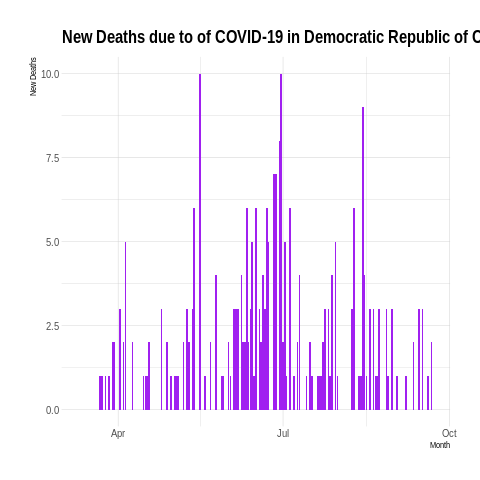 New Deaths due to of COVID-19 in Democratic Republic of C
New Deaths
10.0
7.5
5.0
2.5
0.0
Apr
Jul
Oct
Month